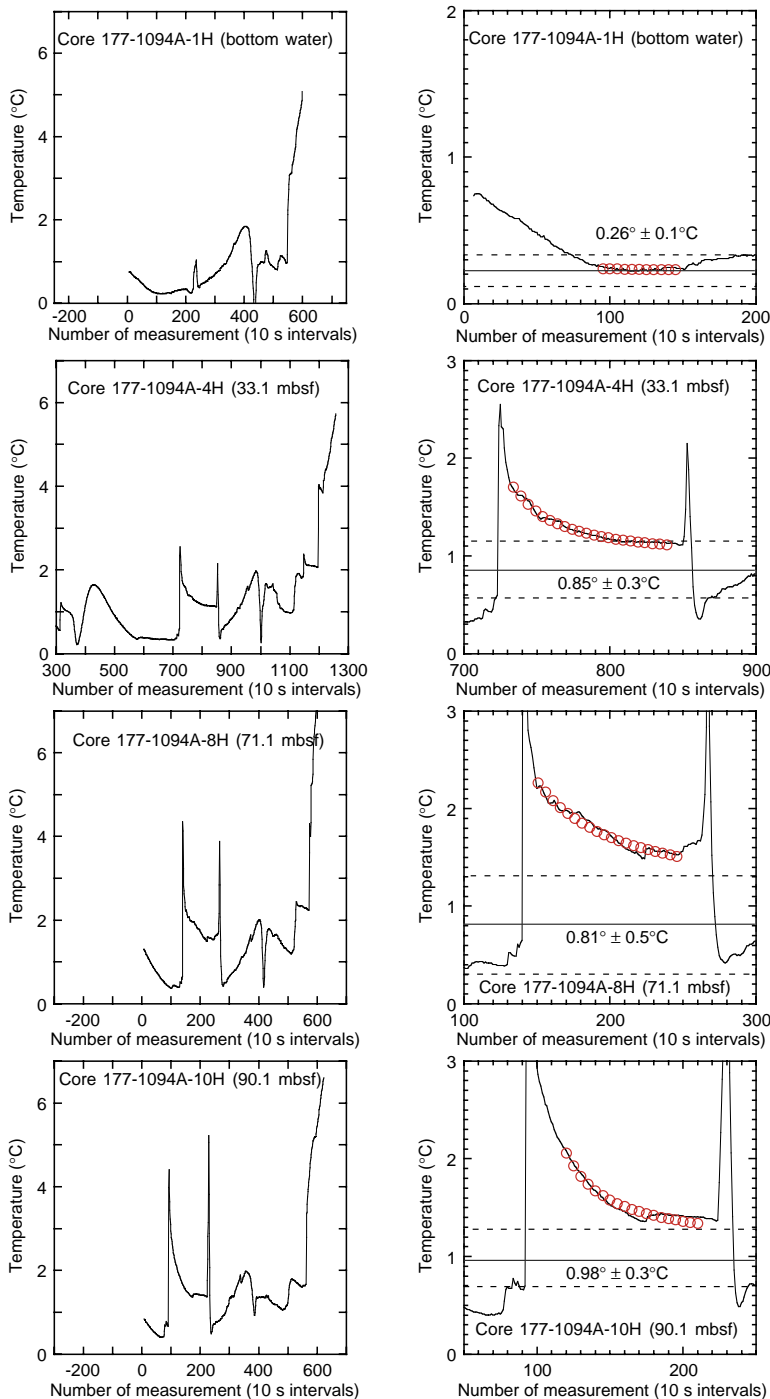 Core 177-1094A-1H (bottom water)
Temperature (°C)
6
4
2
0
-200 0 200 400 600
Number of measurement (10 s intervals)
Core 177-1094A-1H (bottom water)
Temperature (°C)
2
1
0
0.26° ± 0.1°C
0 100 200
Number of measurement (10 s intervals)
Core 177-1094A-4H (33.1 mbsf)
Temperature (°C)
6
4
2
0
300 500 700 900 1100 1300
Number of measurement (10 s intervals)
Core 177-1094A-4H (33.1 mbsf)
Temperature (°C)
3
2
1
0
0.85° ± 0.3°C
700 800 900
Number of measurement (10 s intervals)
Core 177-1094A-8H (71.1 mbsf)
Temperature (°C)
6
4
2
0
-200 0 200 400 600
Number of measurement (10 s intervals)
Temperature (°C)
3
2
1
0
0.81° ± 0.5°C
Core 177-1094A-8H (71.1 mbsf)
100 200 300
Number of measurement (10 s intervals)
Core 177-1094A-10H (90.1 mbsf)
Temperature (°C)
6
4
2
0
-200 0 200 400 600
Number of measurement (10 s intervals)
Temperature (°C)
3
2
1
0
0.98° ± 0.3°C
Core 177-1094A-10H (90.1 mbsf)
100 200
Number of measurement (10 s intervals)